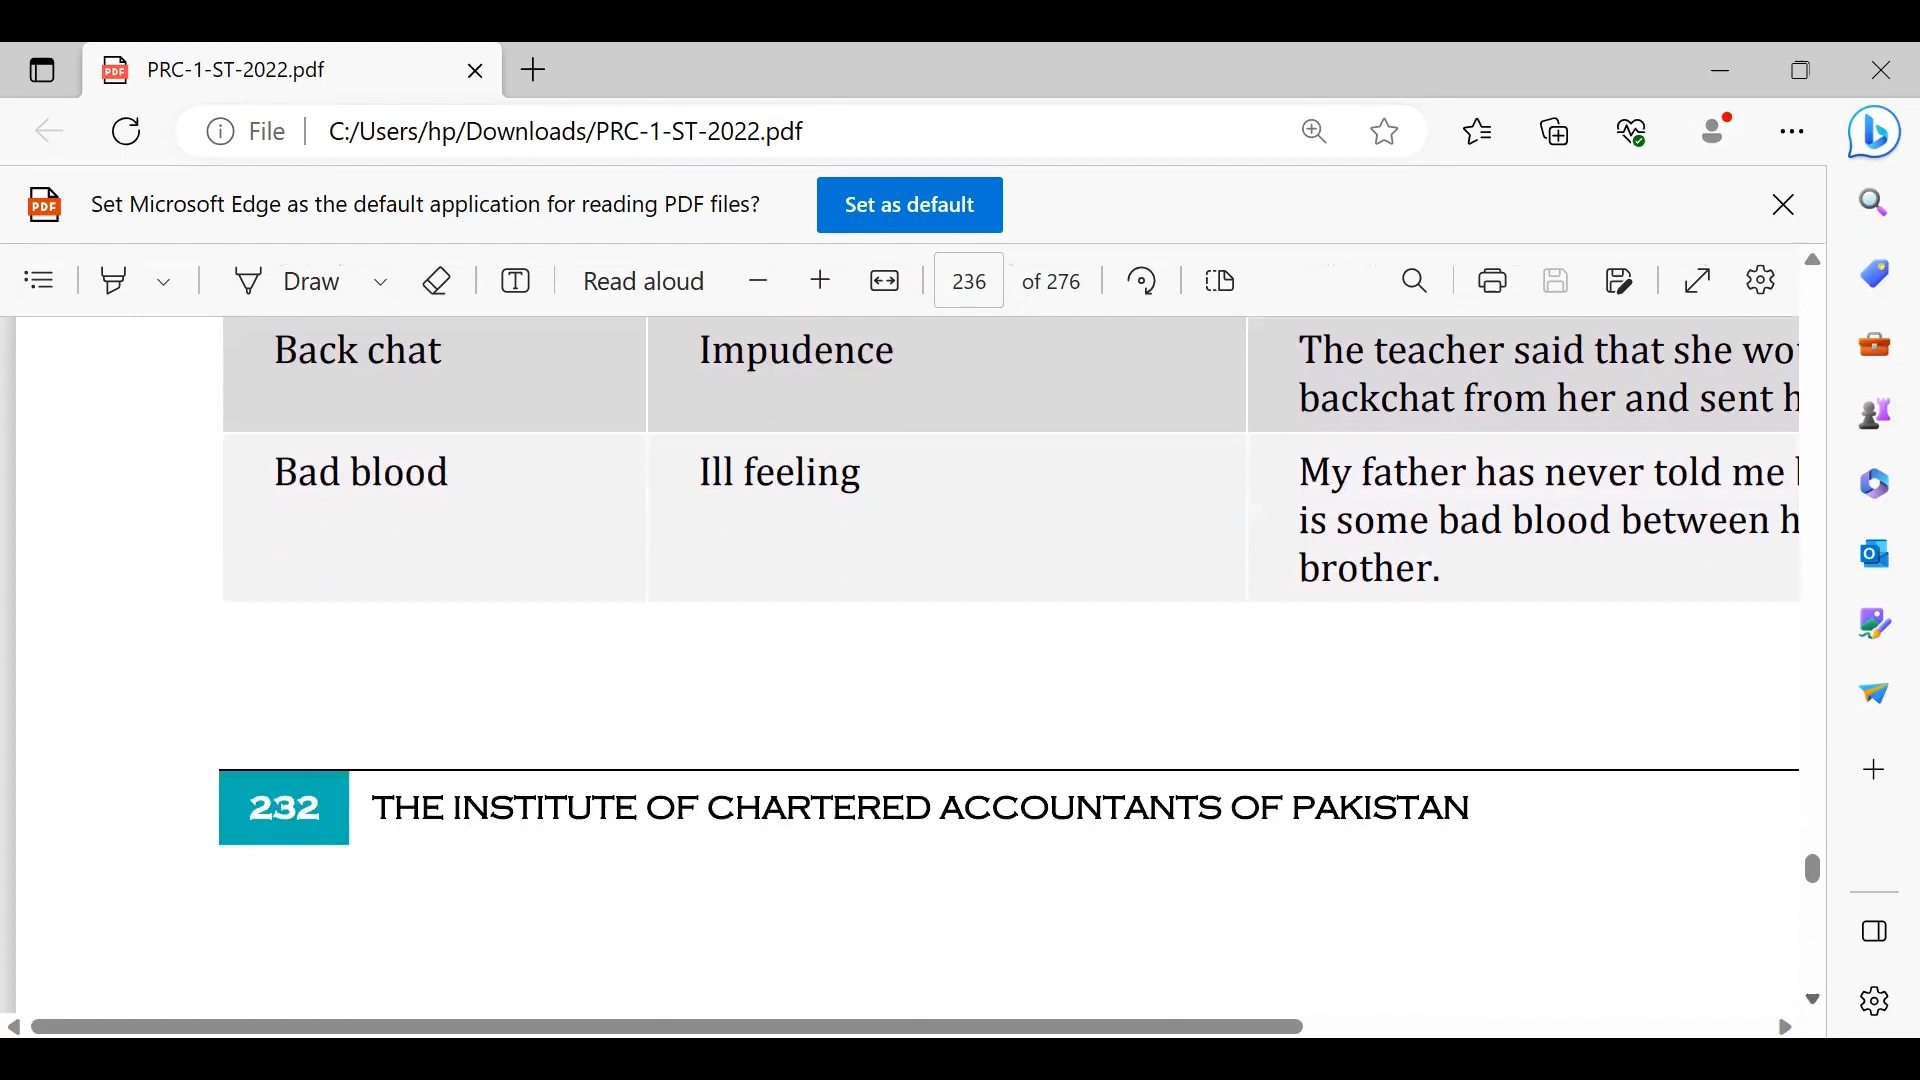 PRC-1-ST-2022.pdf
File C:/Users/hp/Downloads/PRC-1-ST-2022.pdf
Set Microsoft Edge as the default application for reading PDF files? Set as default
Draw Read aloud 236 of 276
Back chat Impudence The teacher said that she
backchat from her and sent
Bad blood Ill feeling My father has never told me
is some bad blood between
brother.
232 THE INSTITUTE OF CHARTERED ACCOUNTANTS OF PAKISTAN